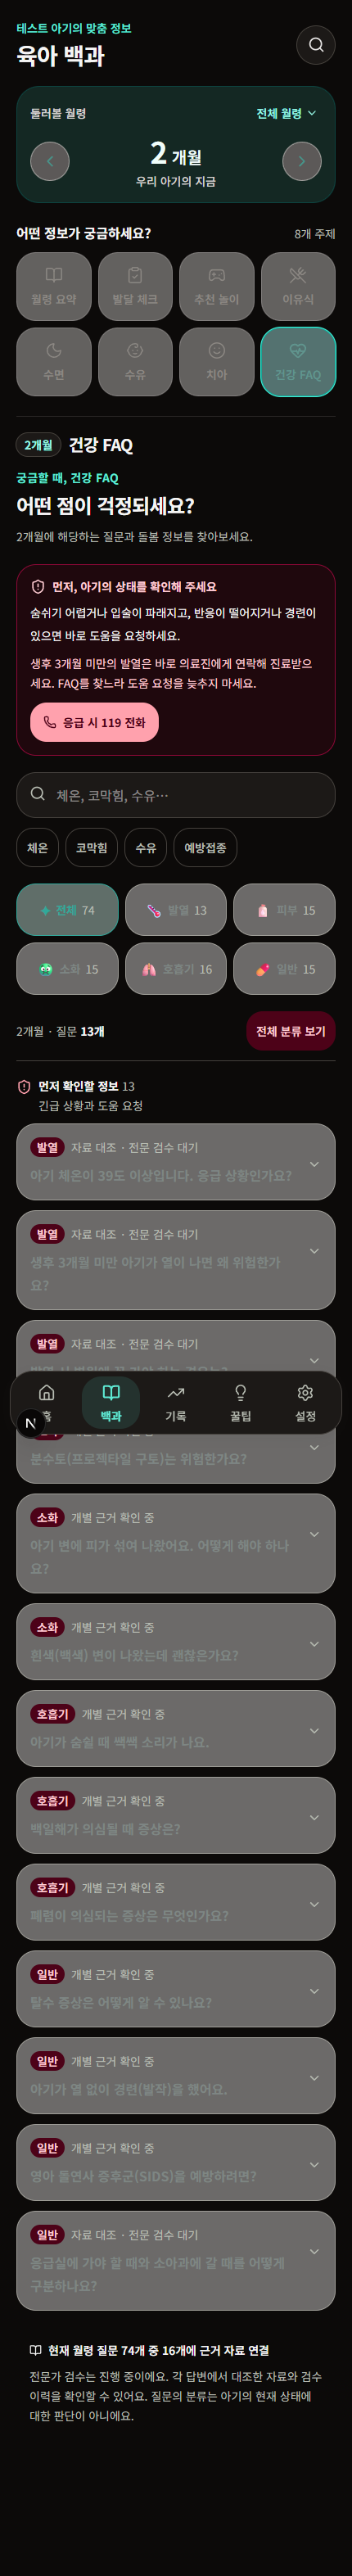 테스트 아기의 맞춤 정보
육아 백과
둘러볼 월령
전체 월령
2 개월
우리 아기의 지금
어떤 정보가 궁금하세요?
8개 주제
월령 요약
발달 체크
추천 놀이
이유식
수면
수유
치아
건강 FAQ
2개월 건강 FAQ
궁금할 때, 건강 FAQ
어떤 점이 걱정되세요?
2개월에 해당하는 질문과 돌봄 정보를 찾아보세요.
먼저, 아기의 상태를 확인해 주세요
숨쉬기 어렵거나 입술이 파래지고, 반응이 떨어지거나 경련이
있으면 바로 도움을 요청하세요.
생후 3개월 미만의 발열은 바로 의료진에게 연락해 진료받으
세요. FAQ를 찾느라 도움 요청을 늦추지 마세요.
응급 시 119 전화
체온, 코막힘, 수유…
체온
코막힘
수유
예방접종
전체 74
발열 13
피부 15
소화 15
호흡기 16
일반 15
2개월 · 질문 13개
전체 분류 보기
먼저 확인할 정보 13
긴급 상황과 도움 요청
발열 자료 대조 · 전문 검수 대기
아기 체온이 39도 이상입니다. 응급 상황인가요?
발열 자료 대조 · 전문 검수 대기
생후 3개월 미만 아기가 열이 나면 왜 위험한가
요?
발열 자료 대조 · 전문 검수 대기
백과
기록
꿀팁
설정
N
분수토(프로젝타일 구토)는 위험한가요?
소화 개별 근거 확인 중
아기 변에 피가 섞여 나왔어요. 어떻게 해야 하나
요?
소화 개별 근거 확인 중
흰색(백색) 변이 나왔는데 괜찮은가요?
호흡기 개별 근거 확인 중
아기가 숨쉴 때 쌕쌕 소리가 나요.
호흡기 개별 근거 확인 중
백일해가 의심될 때 증상은?
호흡기 개별 근거 확인 중
폐렴이 의심되는 증상은 무엇인가요?
일반 개별 근거 확인 중
탈수 증상은 어떻게 알 수 있나요?
일반 개별 근거 확인 중
아기가 열 없이 경련(발작)을 했어요.
일반 개별 근거 확인 중
영아 돌연사 증후군(SIDS)을 예방하려면?
일반 자료 대조 · 전문 검수 대기
응급실에 가야 할 때와 소아과에 갈 때를 어떻게
구분하나요?
현재 월령 질문 74개 중 16개에 근거 자료 연결
전문가 검수는 진행 중이에요. 각 답변에서 대조한 자료와 검수
이력을 확인할 수 있어요. 질문의 분류는 아기의 현재 상태에
대한 판단이 아니에요.